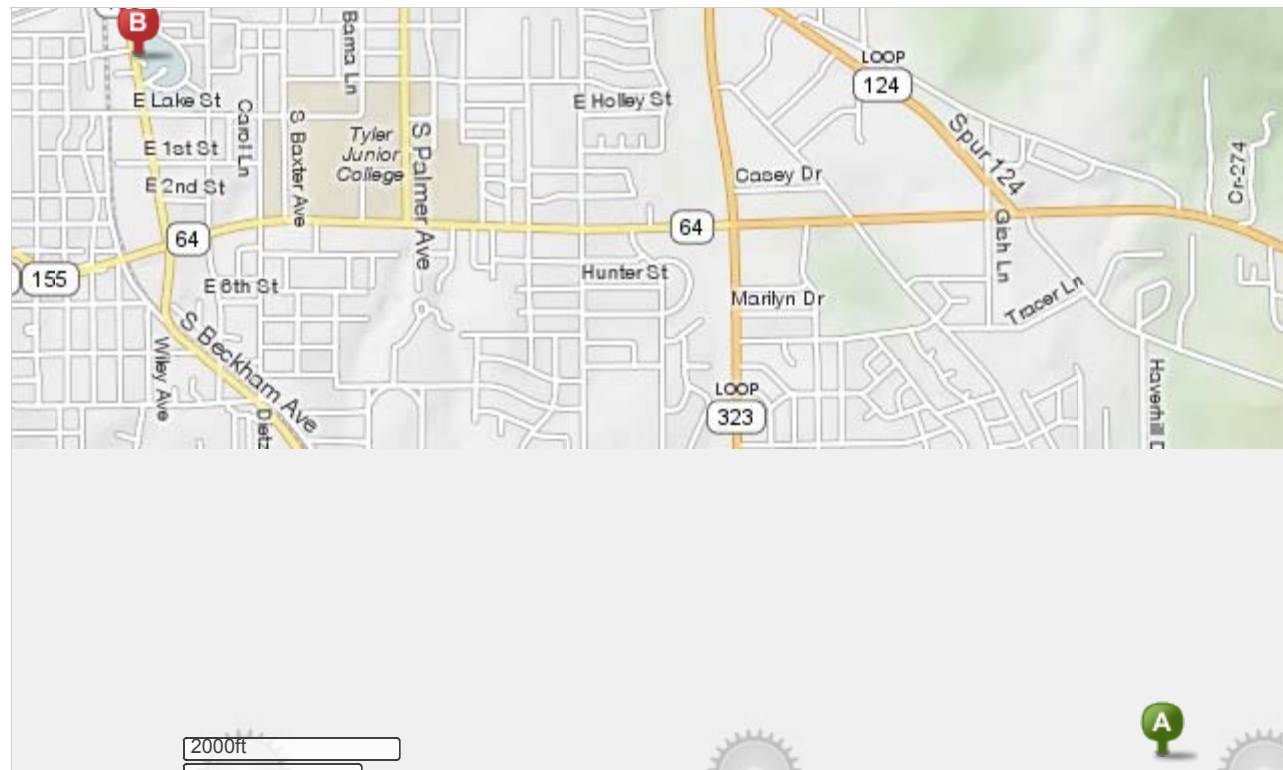 B
LOOP
124
Bama Ln
E Lake St
Carol Ln
S Baxter Ave
Tyler
Junior
College
S Palmer Ave
E Holley St
Spur 124
Cr-274
E 1st St
E 2nd St
Casey Dr
64
64
Gish Ln
155
E 6th St
Hunter St
Marilyn Dr
Tracer Ln
S Beckham Ave
Wiley Ave
Dietz
LOOP
323
Haverhill D
A
2000ft